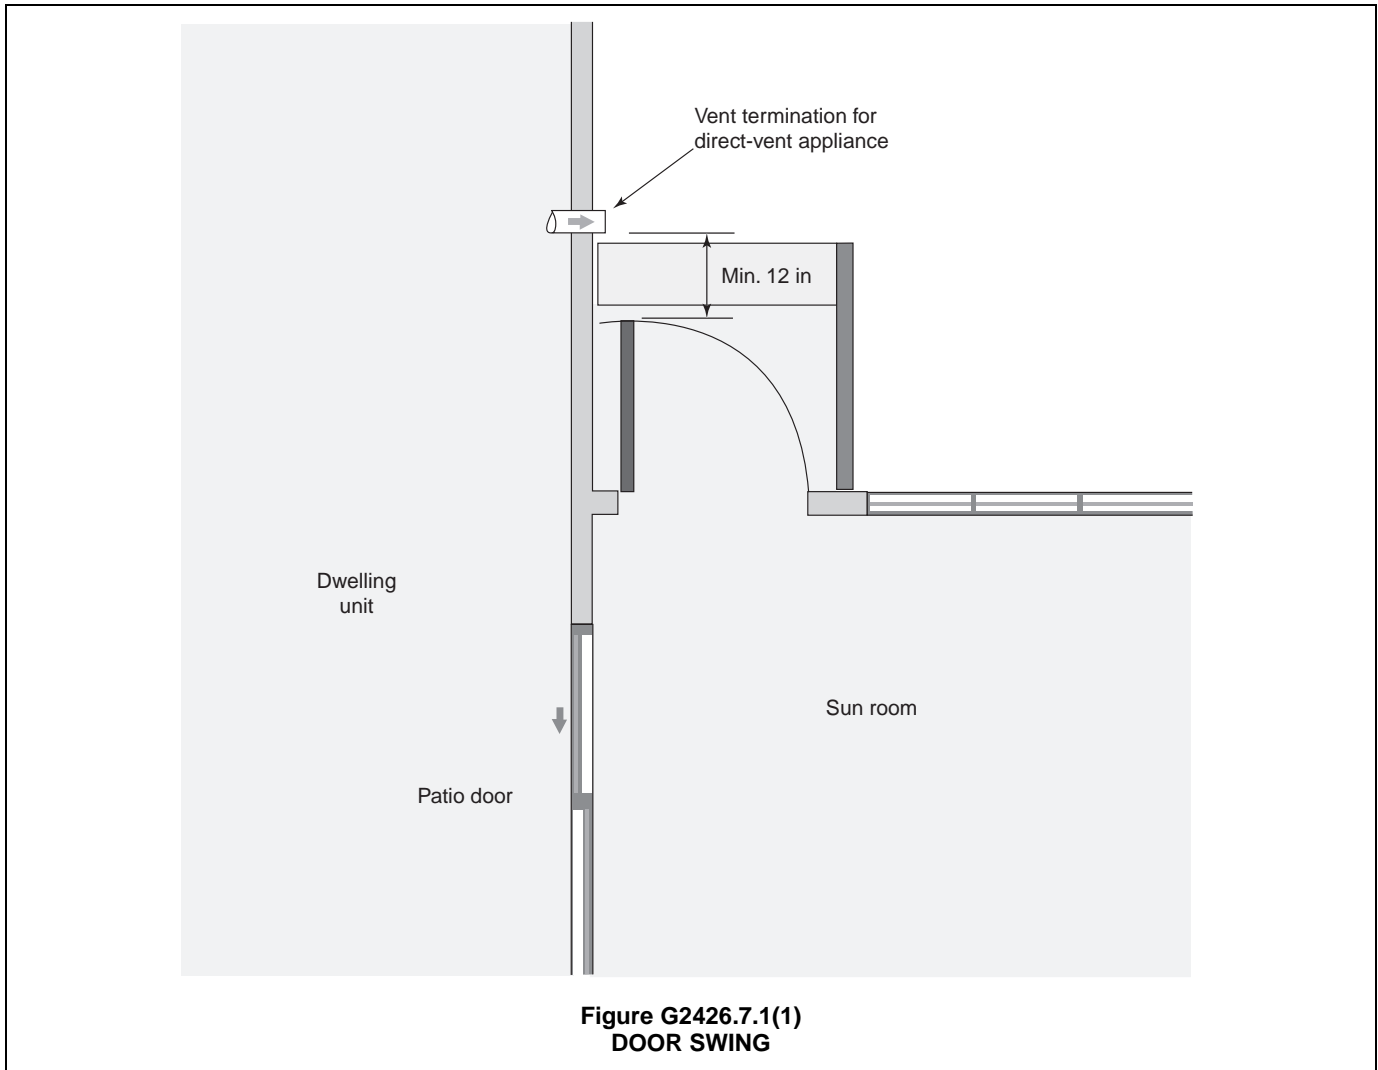 Vent termination for
direct-vent appliance
Min. 12 in
Dwelling
unit
Sun room
Patio door
Figure G2426.7.1(1)
DOOR SWING